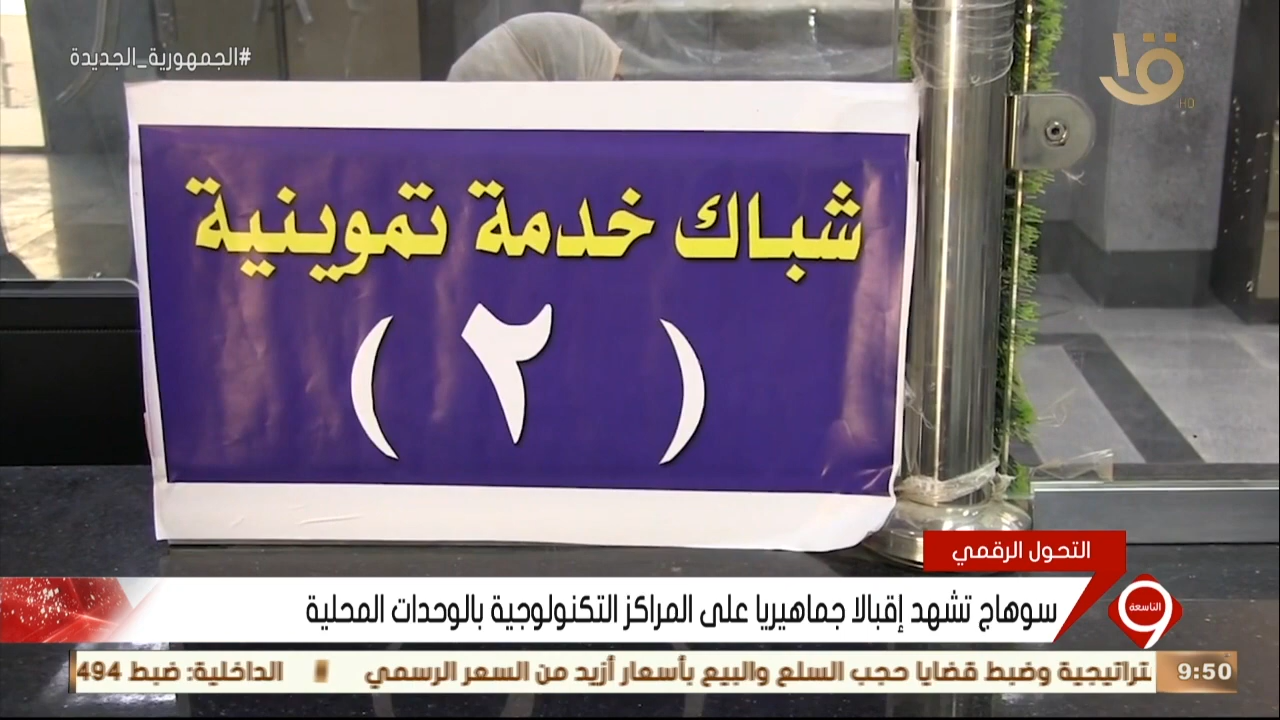 #الجمهورية_الجديدة
HD
شباك خدمة تموينية
( ٢ )
التحول الرقمي
سوهاج تشهد إقبالا جماهيريا على المراكز التكنولوجية بالوحدات المحلية
التاسعة
9:50
وضبط قضايا حجب السلع والبيع بأسعار أزيد من السعر الرسمي الداخلية: ضبط 494